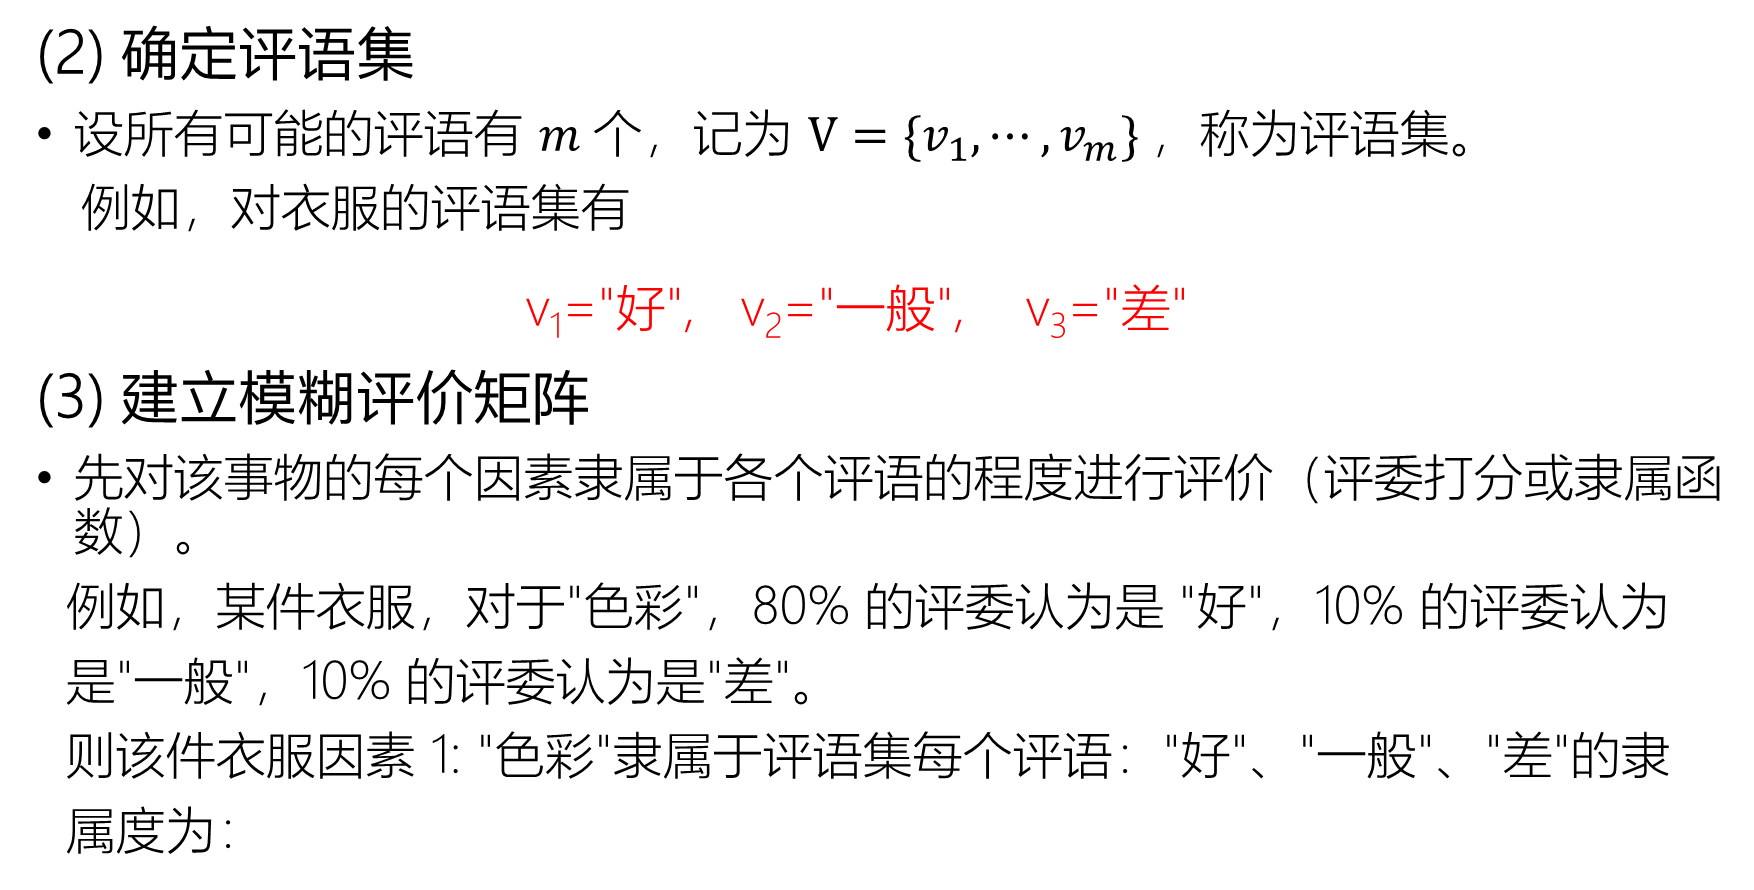 (2) 确定评语集
• 设所有可能的评语有 m 个，记为 V = {v₁, ⋯ , vₘ} ，称为评语集。
例如，对衣服的评语集有
v₁="好"， v₂="一般"， v₃="差"
(3) 建立模糊评价矩阵
• 先对该事物的每个因素隶属于各个评语的程度进行评价（评委打分或隶属函
数）。
例如，某件衣服，对于"色彩"，80% 的评委认为是 "好"，10% 的评委认为
是"一般"，10% 的评委认为是"差"。
则该件衣服因素 1: "色彩"隶属于评语集每个评语："好"、"一般"、"差"的隶
属度为：